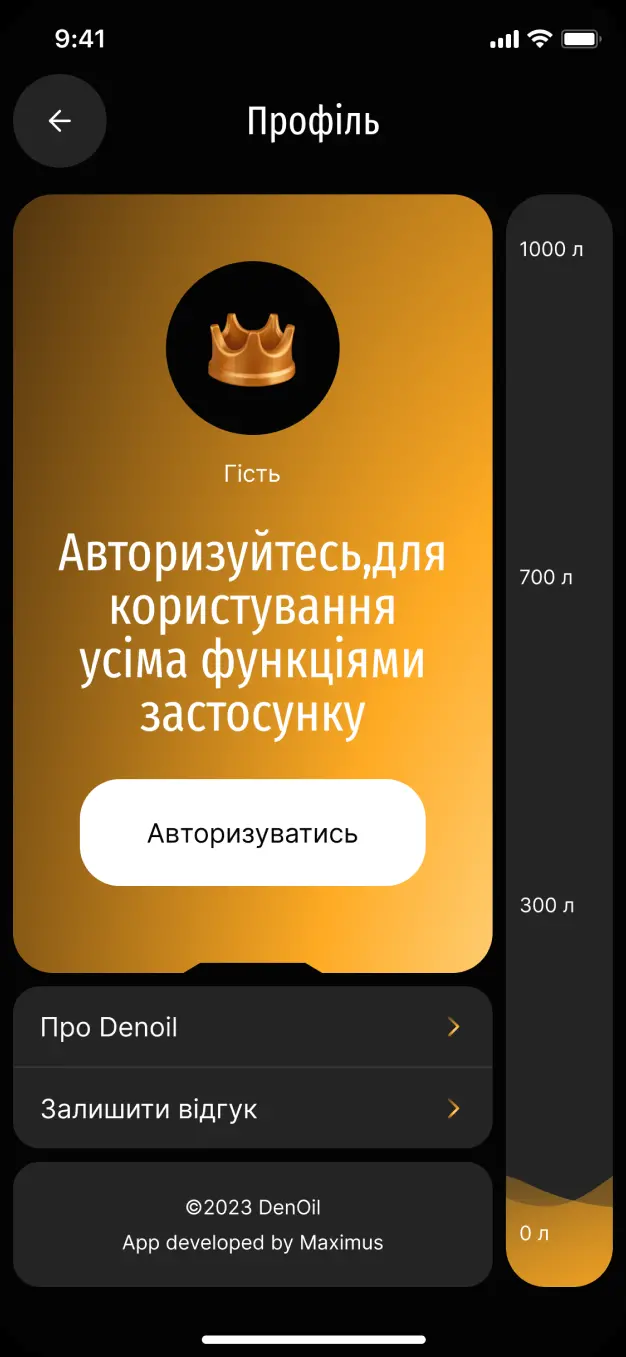 9:41
Профіль
Гість
Авторизуйтесь,для
користування
усіма функціями
застосунку
Авторизуватись
Про Denoil
Залишити відгук
©2023 DenOil
App developed by Maximus
1000 л
700 л
300 л
0 л